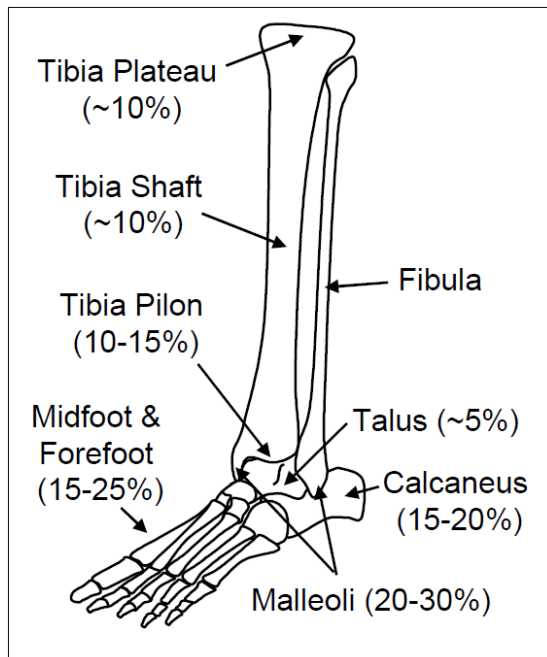 Tibia Plateau
(~10%)
Tibia Shaft
(~10%)
Fibula
Tibia Pilon
(10-15%)
Midfoot &
Forefoot
(15-25%)
Talus (~5%)
Calcaneus
(15-20%)
Malleoli (20-30%)